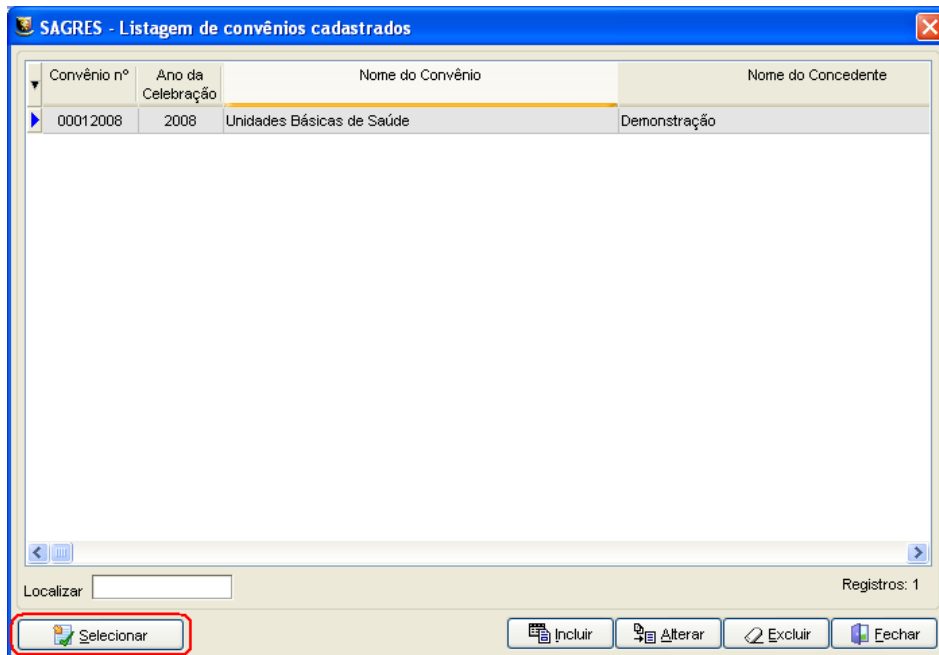 SAGRES - Listagem de convênios cadastrados
Convênio nº Ano da Celebração Nome do Convênio Nome do Concedente
00012008 2008 Unidades Básicas de Saúde Demonstração
Localizar Registros: 1
Selecionar Incluir Alterar Excluir Fechar